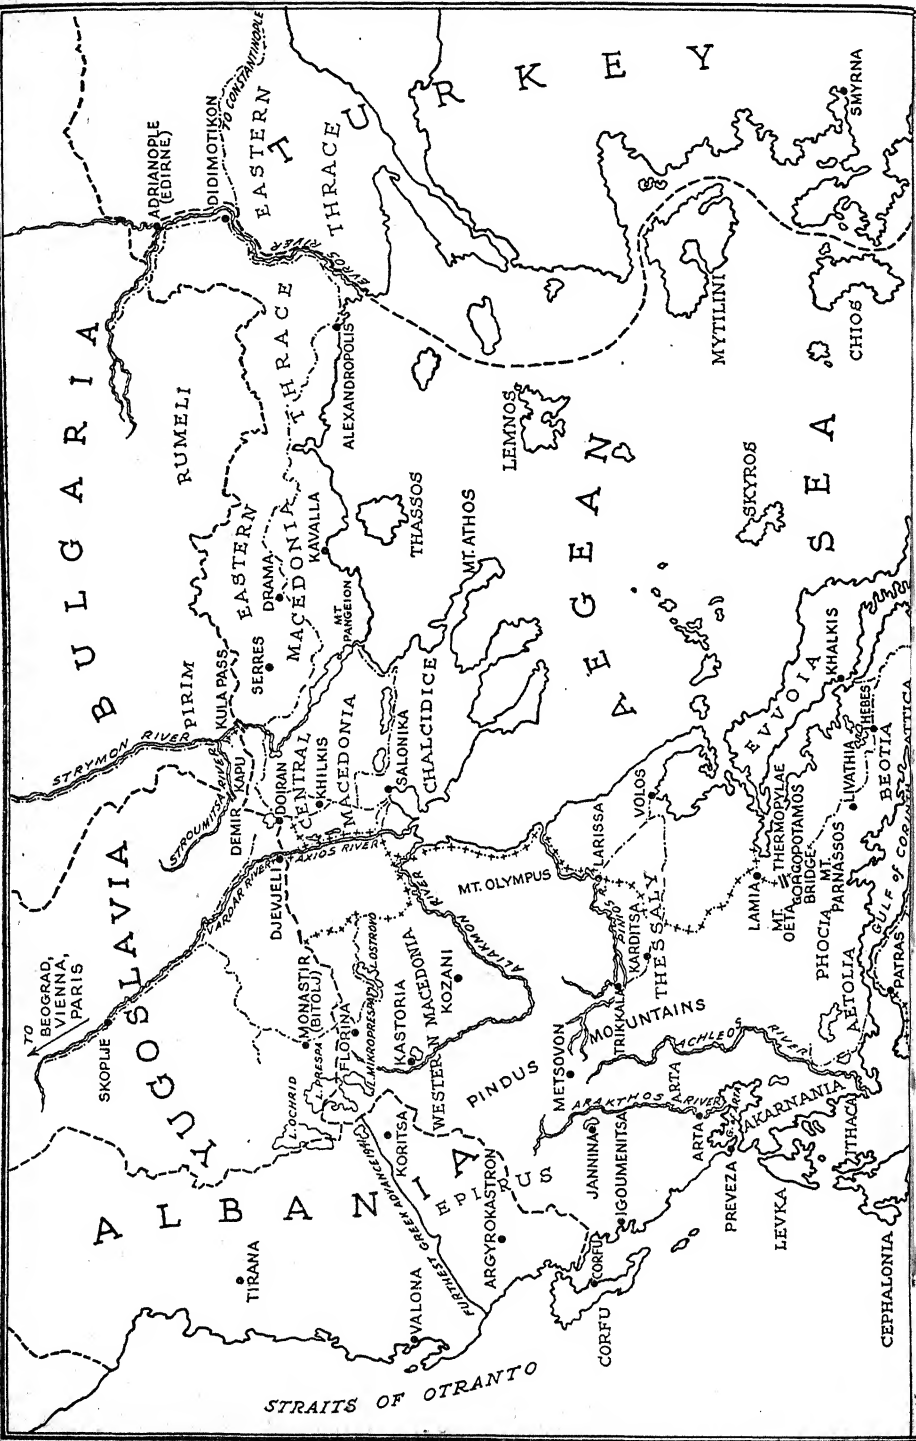 TO
BEOGRAD,
VIENNA,
PARIS
YUGOSLAVIA
BULGARIA
ALBANIA
TURKEY
AEGEAN
SEA
STRAITS OF OTRANTO
SKOPLJE
VARDAR RIVER
STRYMON RIVER
STROUMITSA RIVER
PIRIM
KULA PASS
RUMELI
ADRIANOPLE
(EDIRNE)
DIDIMOTIKON
TO CONSTANTINOPLE
EASTERN
THRACE
THRACE
EVROS
ALEXANDROPOLIS
EASTERN
MACEDONIA
DRAMA
SERRES
KAVALLA
MT
PANGEION
THASSOS
MT. ATHOS
DEMIR
KAPU
DOIRAN
CENTRAL
MACEDONIA
KHILKIS
SALONIKA
CHALCIDICE
DJEVJELI
AXIOS RIVER
MONASTIR
(BITOLJ)
L. OCHRID
L. PRESPA
FLORINA
L. MIKROPRESPA
L. OSTROVO
KASTORIA
WESTERN MACEDONIA
KOZANI
ALIAKMON
RIVER
MT. OLYMPUS
LARISSA
VOLOS
TIRANA
VALONA
KORITSA
FURTHEST GREEK ADVANCE 1941
ARGYROKASTRON
EPIRUS
PINDUS
MOUNTAINS
METSOVON
TRIKKALA
KARDITSA
PINIOS
THESSALY
CORFU
CORFU
JANNINA
IGOUMENITSA
ARAKTHOS RIVER
ARTA
ARTA
G. ARTA
ACHLEOS
RIVER
PREVEZA
LEVKA
AKARNANIA
ITHACA
CEPHALONIA
AETOLIA
PATRAS
GULF OF CORINTH
PHOCIA
LAMIA
MT.
OETA
THERMOPYLAE
GORGOPOTAMOS
BRIDGE
MT.
PARNASSOS
LIVATHIA
BEOTIA
HEBES
ATTICA
KHALKIS
EVVOIA
SKYROS
LEMNOS
MYTILINI
CHIOS
SMYRNA